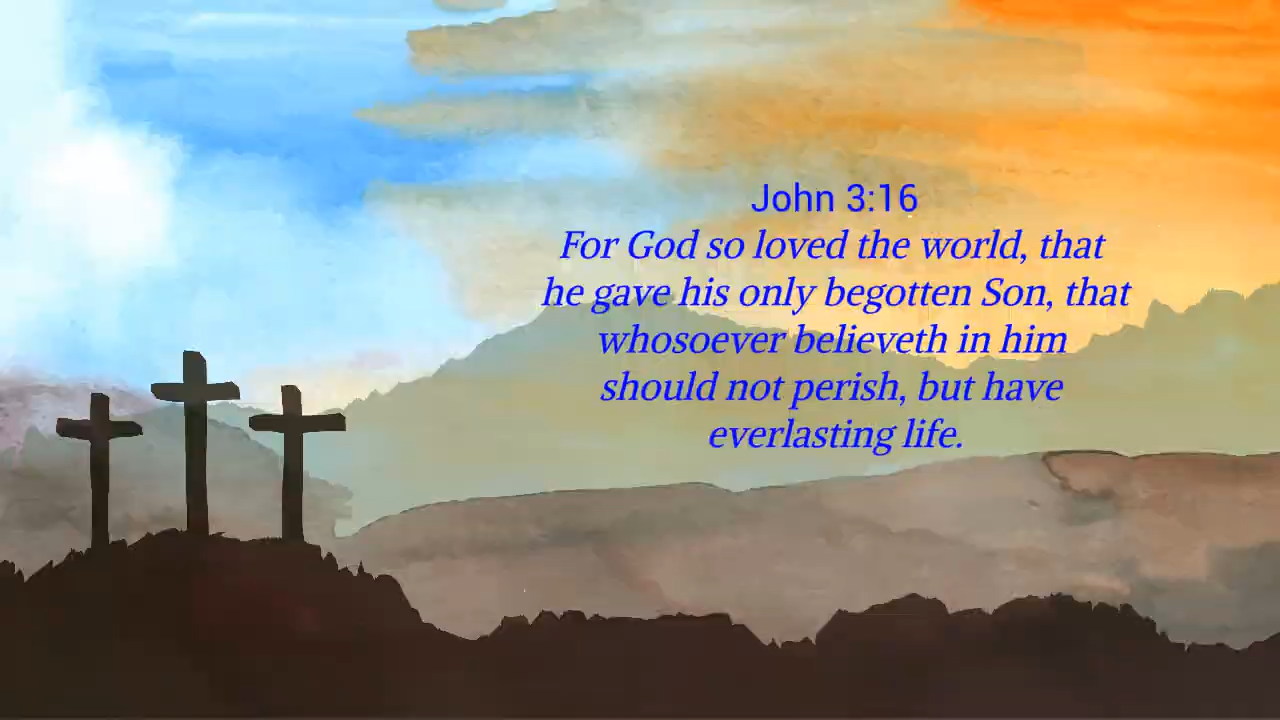 John 3:16
For God so loved the world, that
he gave his only begotten Son, that
whosoever believeth in him
should not perish, but have
everlasting life.